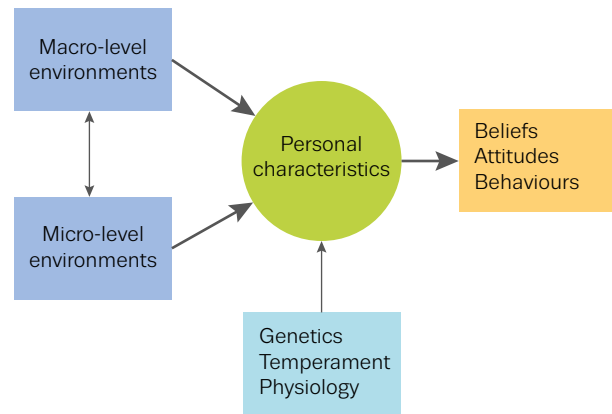 Macro-level
environments
Micro-level
environments
Personal
characteristics
Beliefs
Attitudes
Behaviours
Genetics
Temperament
Physiology